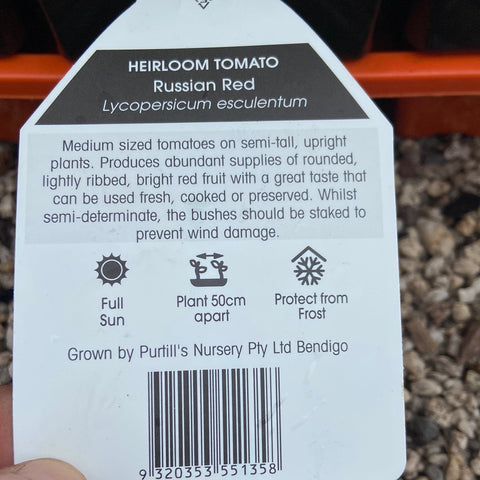 HEIRLOOM TOMATO
Russian Red
Lycopersicum esculentum
Medium sized tomatoes on semi-tall, upright
plants. Produces abundant supplies of rounded,
lightly ribbed, bright red fruit with a great taste that
can be used fresh, cooked or preserved. Whilst
semi-determinate, the bushes should be staked to
prevent wind damage.
Full
Sun
Plant 50cm
apart
Protect from
Frost
Grown by Purtill's Nursery Pty Ltd Bendigo
9 320353 551358